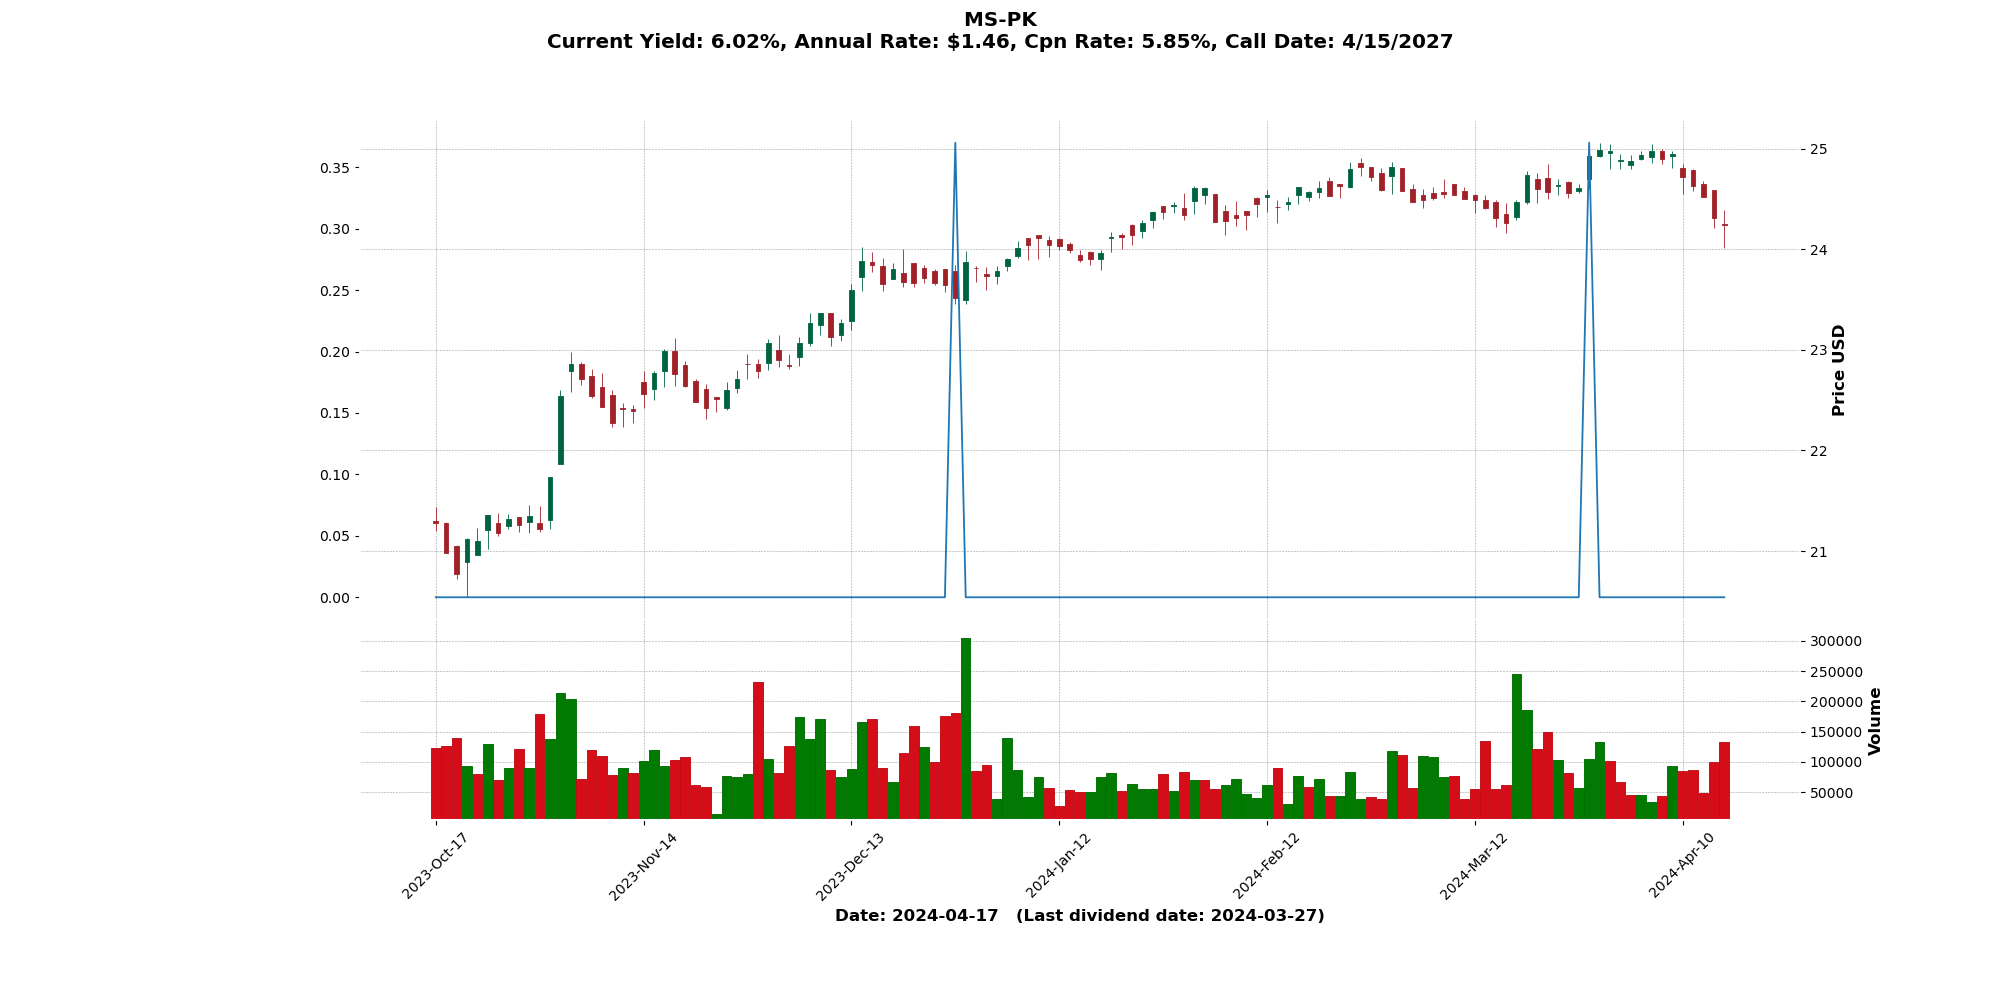 MS-PK
Current Yield: 6.02%, Annual Rate: $1.46, Cpn Rate: 5.85%, Call Date: 4/15/2027
0.35
0.30
0.25
0.20
0.15
0.10
0.05
0.00
25
24
23
22
21
Price USD
300000
250000
200000
150000
100000
50000
Volume
2023-Oct-17
2023-Nov-14
2023-Dec-13
2024-Jan-12
2024-Feb-12
2024-Mar-12
2024-Apr-10
Date: 2024-04-17 (Last dividend date: 2024-03-27)